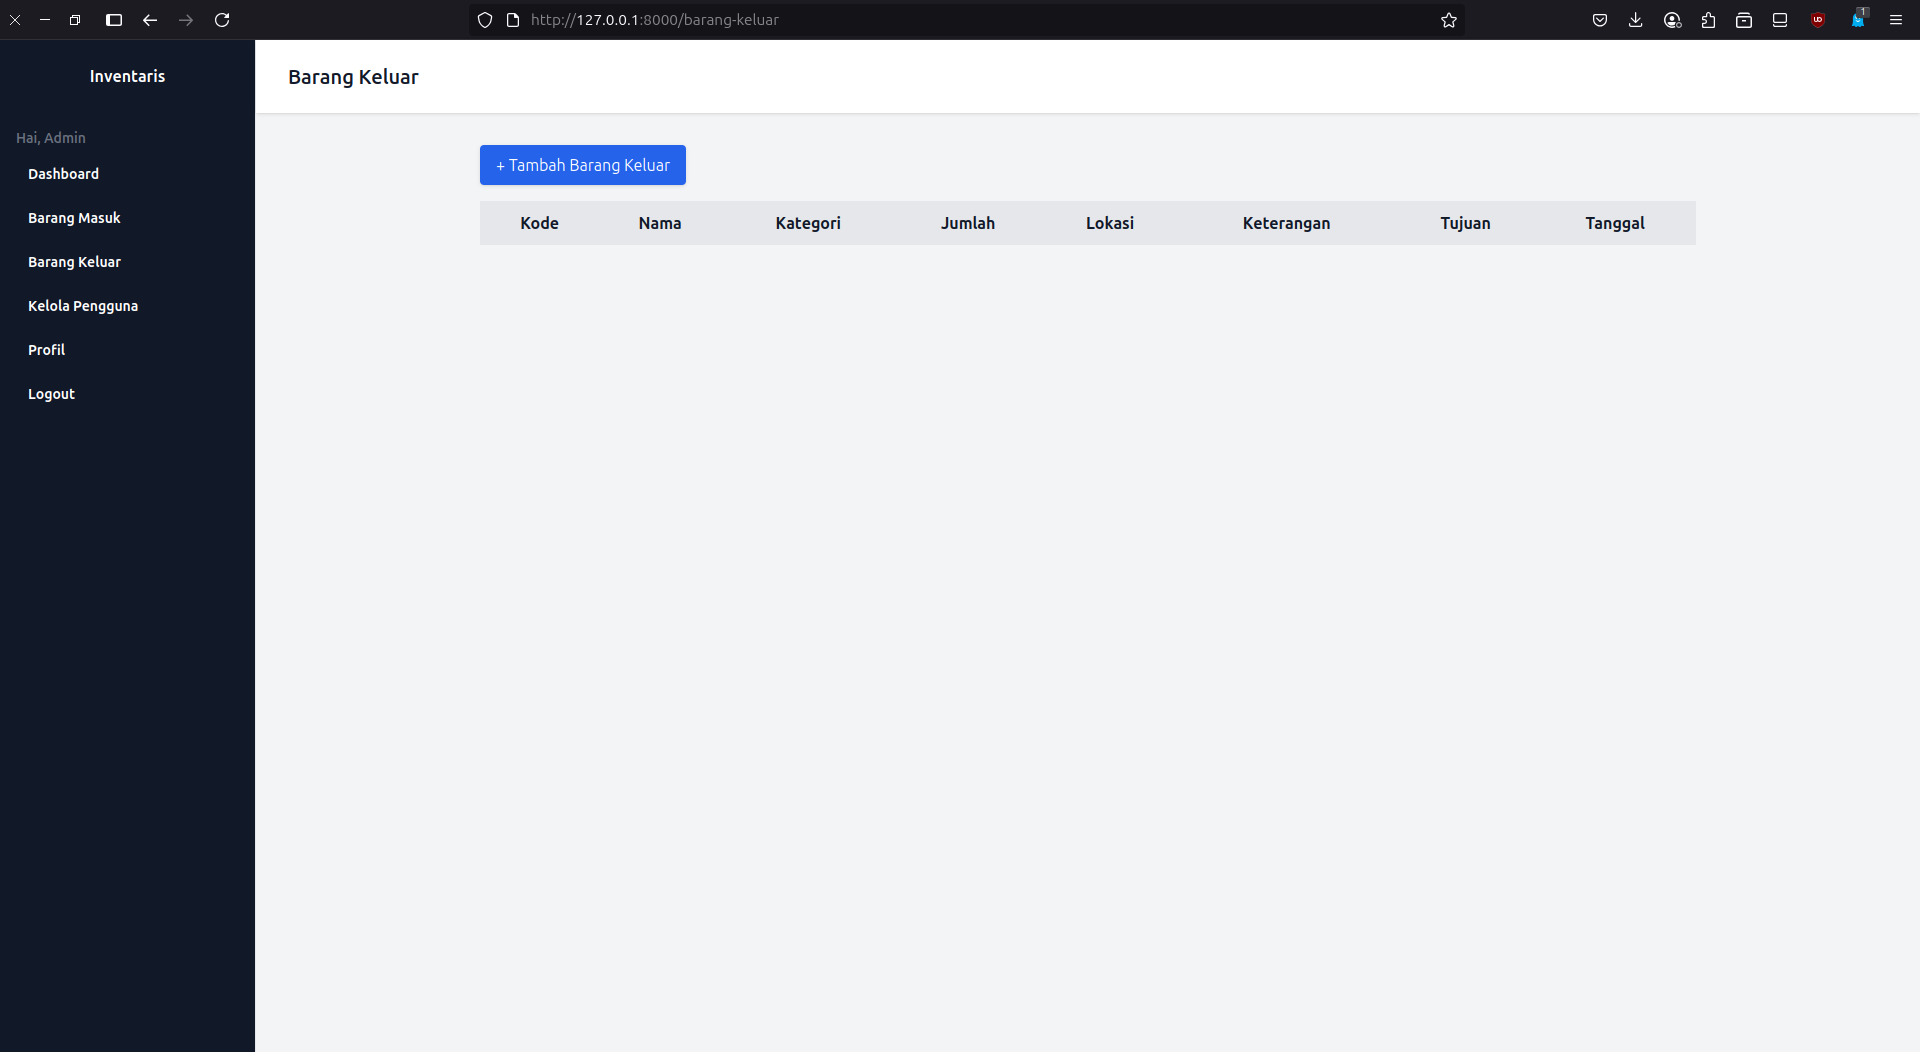 http://127.0.0.1:8000/barang-keluar
1
Inventaris
Barang Keluar
Hai, Admin
Dashboard
Barang Masuk
Barang Keluar
Kelola Pengguna
Profil
Logout
+ Tambah Barang Keluar
Kode Nama Kategori Jumlah Lokasi Keterangan Tujuan Tanggal